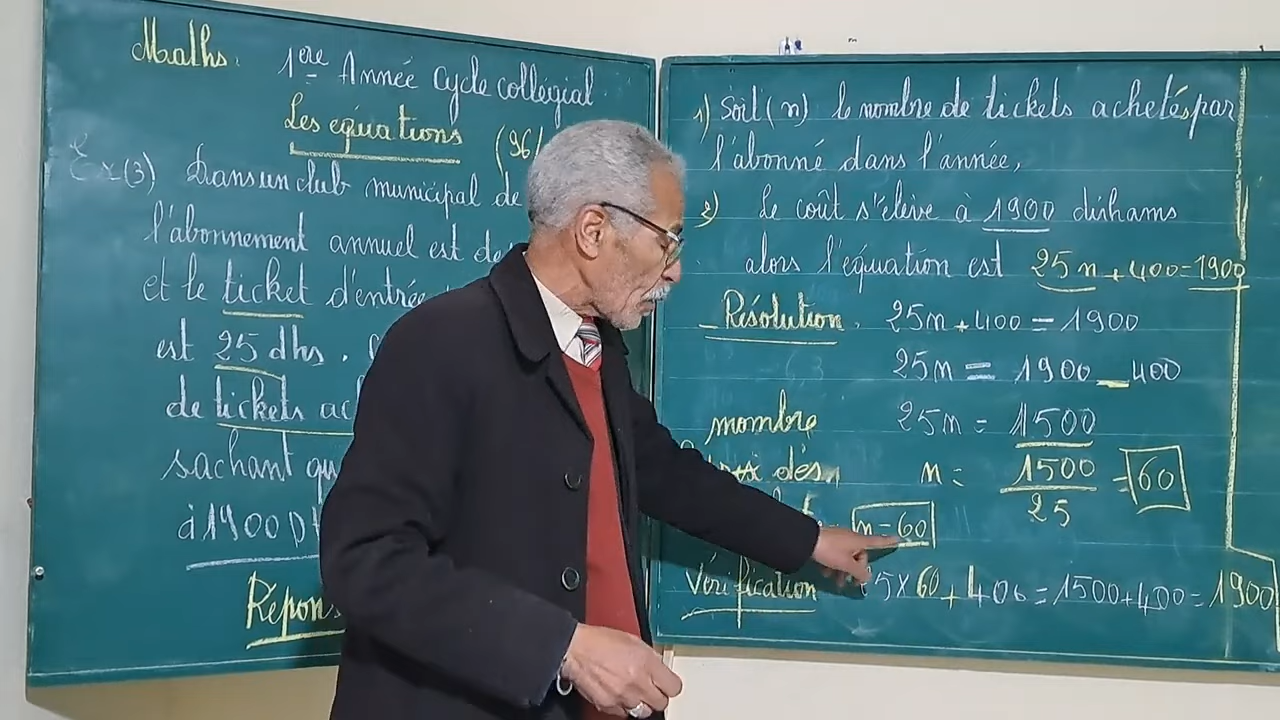 Maths. 1ère Année Cycle collégial
Les équations (96/
Ex(3) Dans un club municipal de
l'abonnement annuel est de
et le ticket d'entrée
est 25 dhs.
de tickets ac
sachant qu
à 1900 D
Répons
1) Soit (n) le nombre de tickets achetés par
l'abonné dans l'année,
2) Le coût s'élève à 1900 dirhams
alors l'équation est 25n + 400 = 1900
_ Résolution. 25n + 400 = 1900
25n = 1900 _ 400
nombre 25n = 1500
des n = 1500/25 = 60
n = 60
Vérification 25 x 60 + 400 = 1500 + 400 = 1900